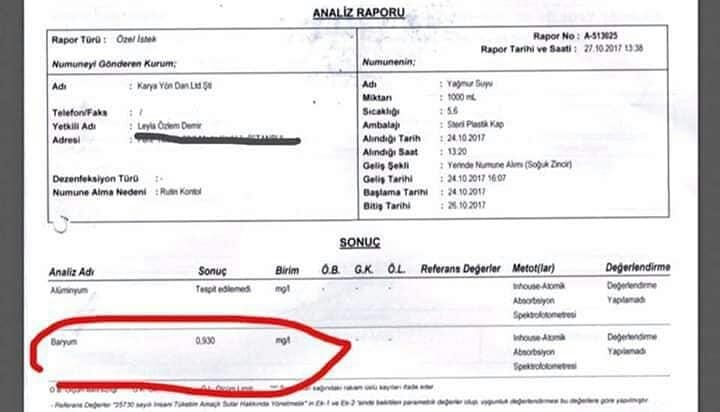 ANALİZ RAPORU
Rapor Türü : Özel İstek
Rapor No : A-513625
Rapor Tarihi ve Saati : 27.10.2017 13:38
Numuneyi Gönderen Kurum;
Numunenin;
Adı : Karya Yön Dan.Ltd.Şti
Telefon/Faks : /
Yetkili Adı : Leyla Özlem Demir
Adresi :
Dezenfeksiyon Türü : -
Numune Alma Nedeni : Rutin Kontol
Adı : Yağmur Suyu
Miktarı : 1000 mL
Sıcaklığı : 5,6
Ambalajı : Steril Plastik Kap
Alındığı Tarih : 24.10.2017
Alındığı Saat : 13:20
Geliş Şekli : Yerinde Numune Alımı (Soğuk Zincir)
Geliş Tarihi : 24.10.2017 16:07
Başlama Tarihi : 24.10.2017
Bitiş Tarihi : 26.10.2017
SONUÇ
Analiz Adı Sonuç Birim Ö.B. G.K. Ö.L. Referans Değerler Metot(lar) Değerlendirme
Alüminyum Tespit edilemedi mg/l - - - Inhouse-Atomik Değerlendirme
Absorbsiyon Yapılamadı
Spektrofotometresi
Baryum 0,930 mg/l - - Inhouse-Atomik Değerlendirme
Absorbsiyon Yapılamadı
Spektrofotometresi
sağındaki rakam üslü sayıları ifade eder
- Referans Değerler "25730 sayılı İnsani Tüketim Amaçlı Sular Hakkında Yönetmelik" in Ek-1 ve Ek-2 'sinde belirtilen parametrik değerler olup, uygunluk değerlendirmesi bu değerlere göre yapılmıştır.